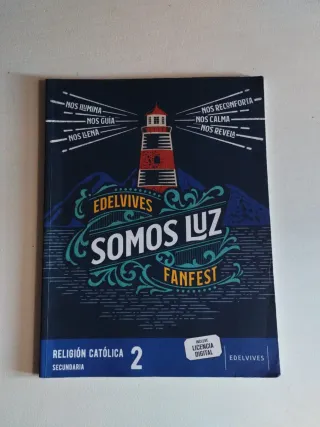 NOS ILUMINA
NOS GUÍA
NOS LLENA
NOS RECONFORTA
NOS CALMA
NOS REVELA
EDELVIVES
SOMOS LUZ
FANFEST
RELIGIÓN CATÓLICA 2
SECUNDARIA
INCLUYE
LICENCIA
DIGITAL
EDELVIVES